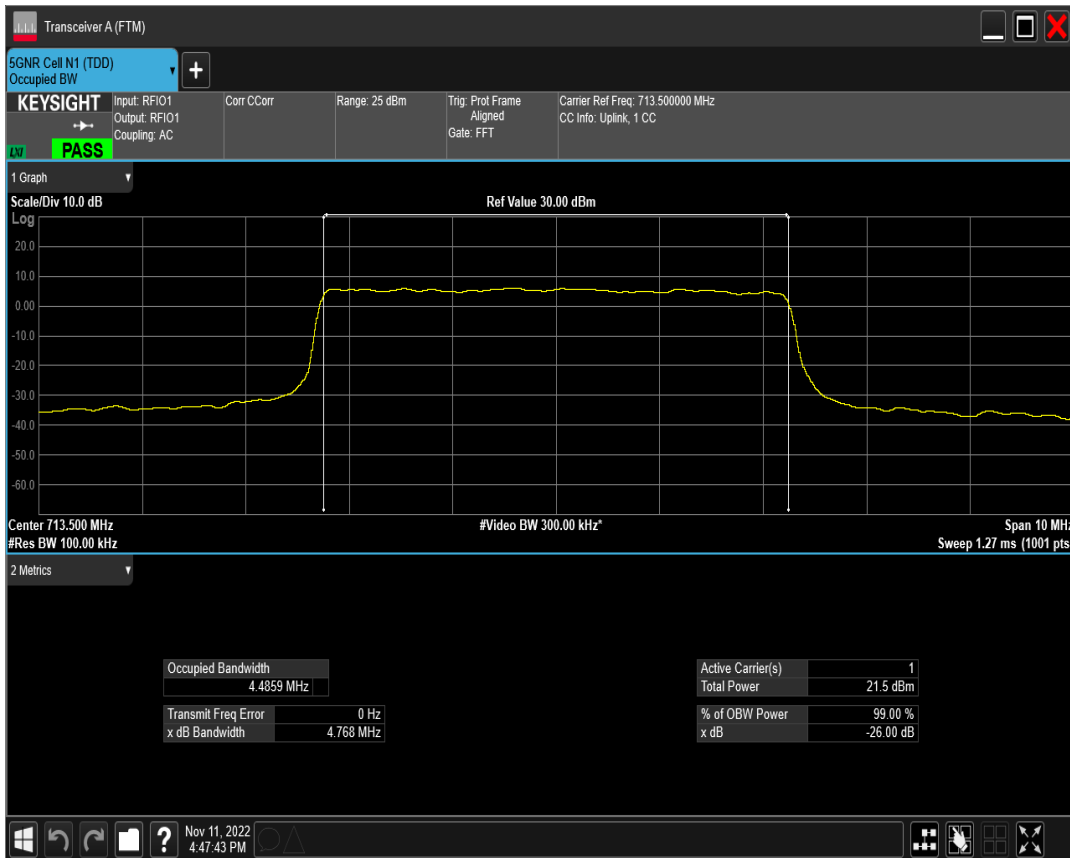 Transceiver A (FTM)
5GNR Cell N1 (TDD)
Occupied BW
+
KEYSIGHT
LXI
PASS
Input: RFIO1
Output: RFIO1
Coupling: AC
Corr CCorr
Range: 25 dBm
Trig: Prot Frame
Aligned
Gate: FFT
Carrier Ref Freq: 713.500000 MHz
CC Info: Uplink, 1 CC
1 Graph
Scale/Div 10.0 dB
Ref Value 30.00 dBm
Log
20.0
10.0
0.00
-10.0
-20.0
-30.0
-40.0
-50.0
-60.0
Center 713.500 MHz
#Video BW 300.00 kHz*
Span 10 MHz
#Res BW 100.00 kHz
Sweep 1.27 ms (1001 pts
2 Metrics
Occupied Bandwidth
4.4859 MHz
Transmit Freq Error 0 Hz
x dB Bandwidth 4.768 MHz
Active Carrier(s) 1
Total Power 21.5 dBm
% of OBW Power 99.00 %
x dB -26.00 dB
?
Nov 11, 2022
4:47:43 PM